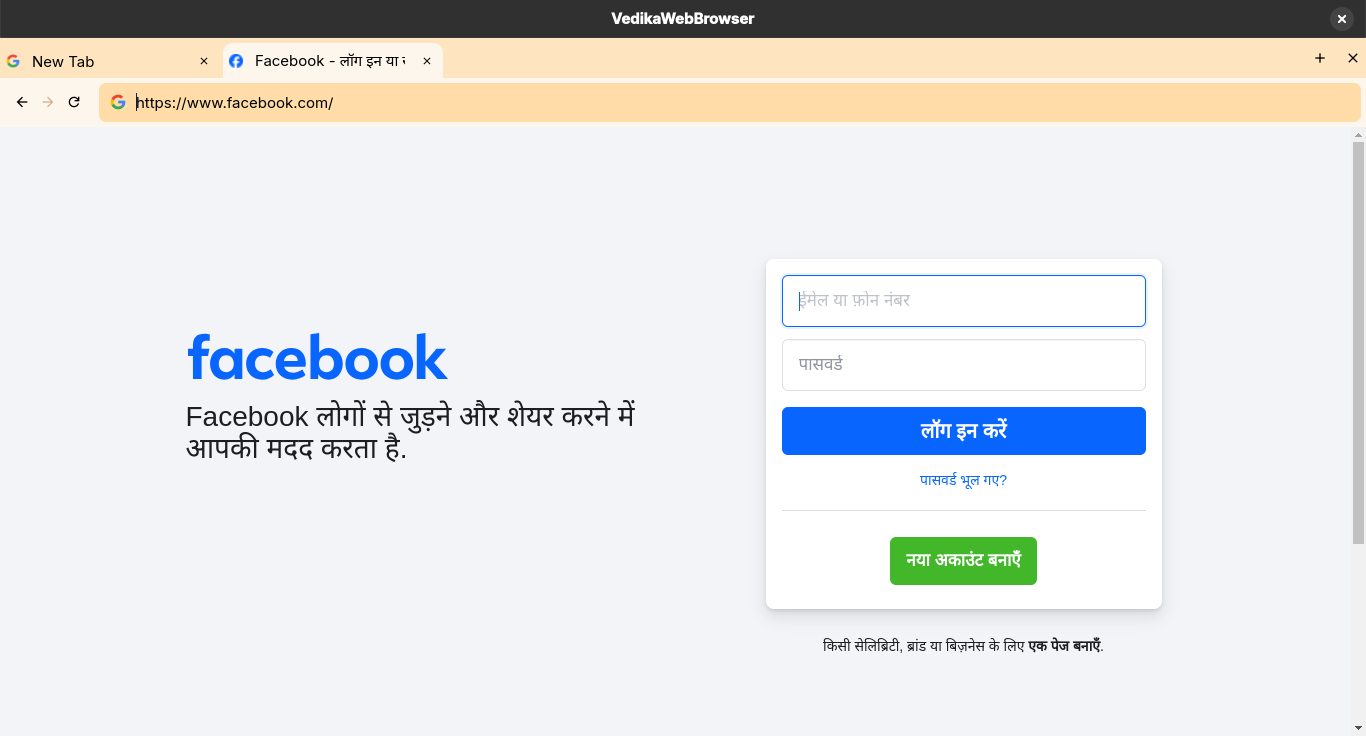 VedikaWebBrowser
New Tab
Facebook - लॉग इन या
https://www.facebook.com/
facebook
Facebook लोगों से जुड़ने और शेयर करने में
आपकी मदद करता है.
ईमेल या फ़ोन नंबर
पासवर्ड
लॉग इन करें
पासवर्ड भूल गए?
नया अकाउंट बनाएँ
किसी सेलिब्रिटी, ब्रांड या बिज़नेस के लिए एक पेज बनाएँ.